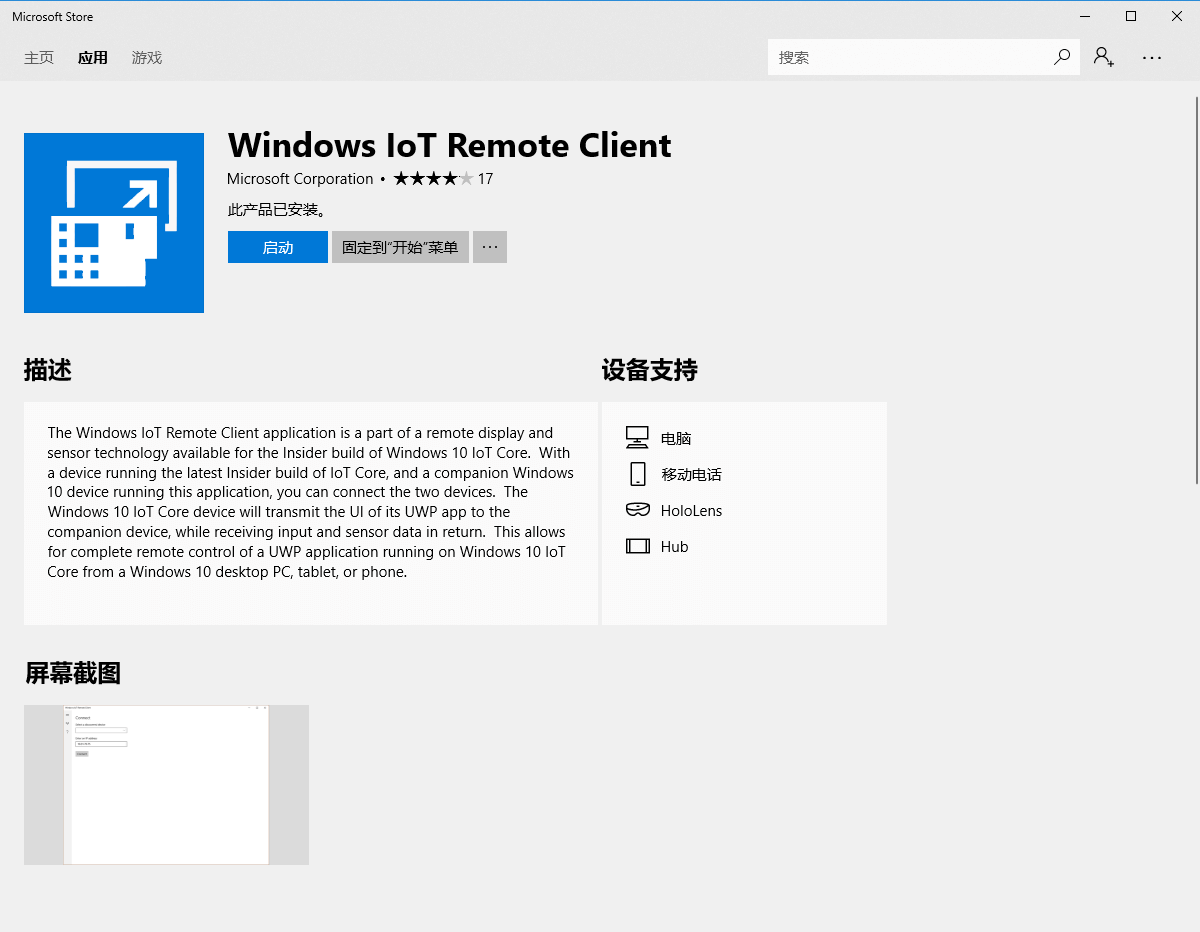 Microsoft Store
主页 应用 游戏 搜索
Windows IoT Remote Client
Microsoft Corporation • ★★★★★ 17
此产品已安装。
启动 固定到“开始”菜单 ···
描述
The Windows IoT Remote Client application is a part of a remote display and
sensor technology available for the Insider build of Windows 10 IoT Core. With
a device running the latest Insider build of IoT Core, and a companion Windows
10 device running this application, you can connect the two devices. The
Windows 10 IoT Core device will transmit the UI of its UWP app to the
companion device, while receiving input and sensor data in return. This allows
for complete remote control of a UWP application running on Windows 10 IoT
Core from a Windows 10 desktop PC, tablet, or phone.
设备支持
电脑
移动电话
HoloLens
Hub
屏幕截图
Connect